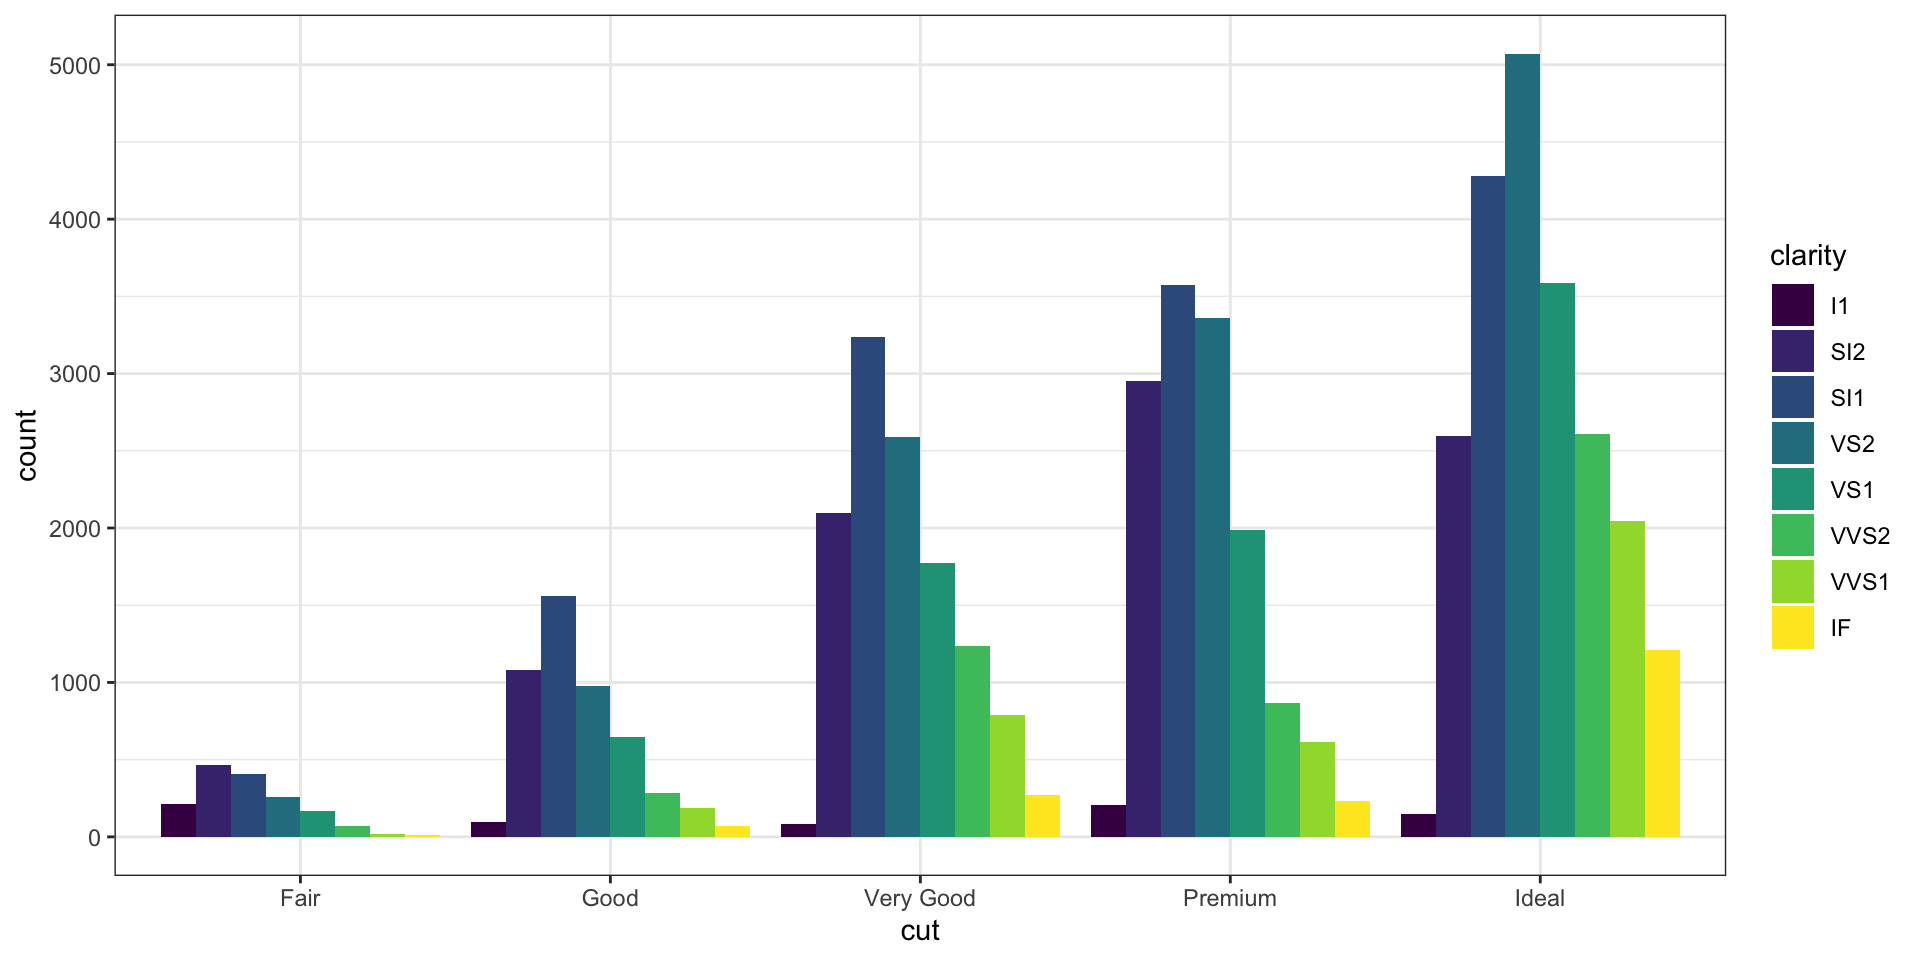 5000
4000
3000
2000
1000
0
count
Fair Good Very Good Premium Ideal
cut
clarity
I1
SI2
SI1
VS2
VS1
VVS2
VVS1
IF